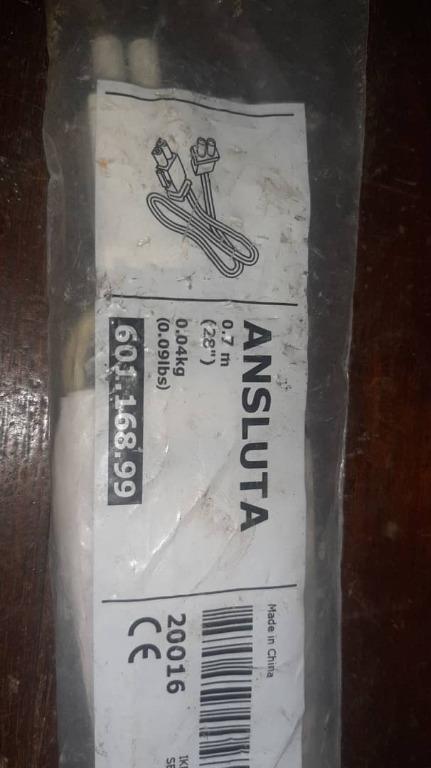 ANSLUTA
0.7 m
(28")
0.04kg
(0.09lbs)
601.168.99
Made in China
20016
CE